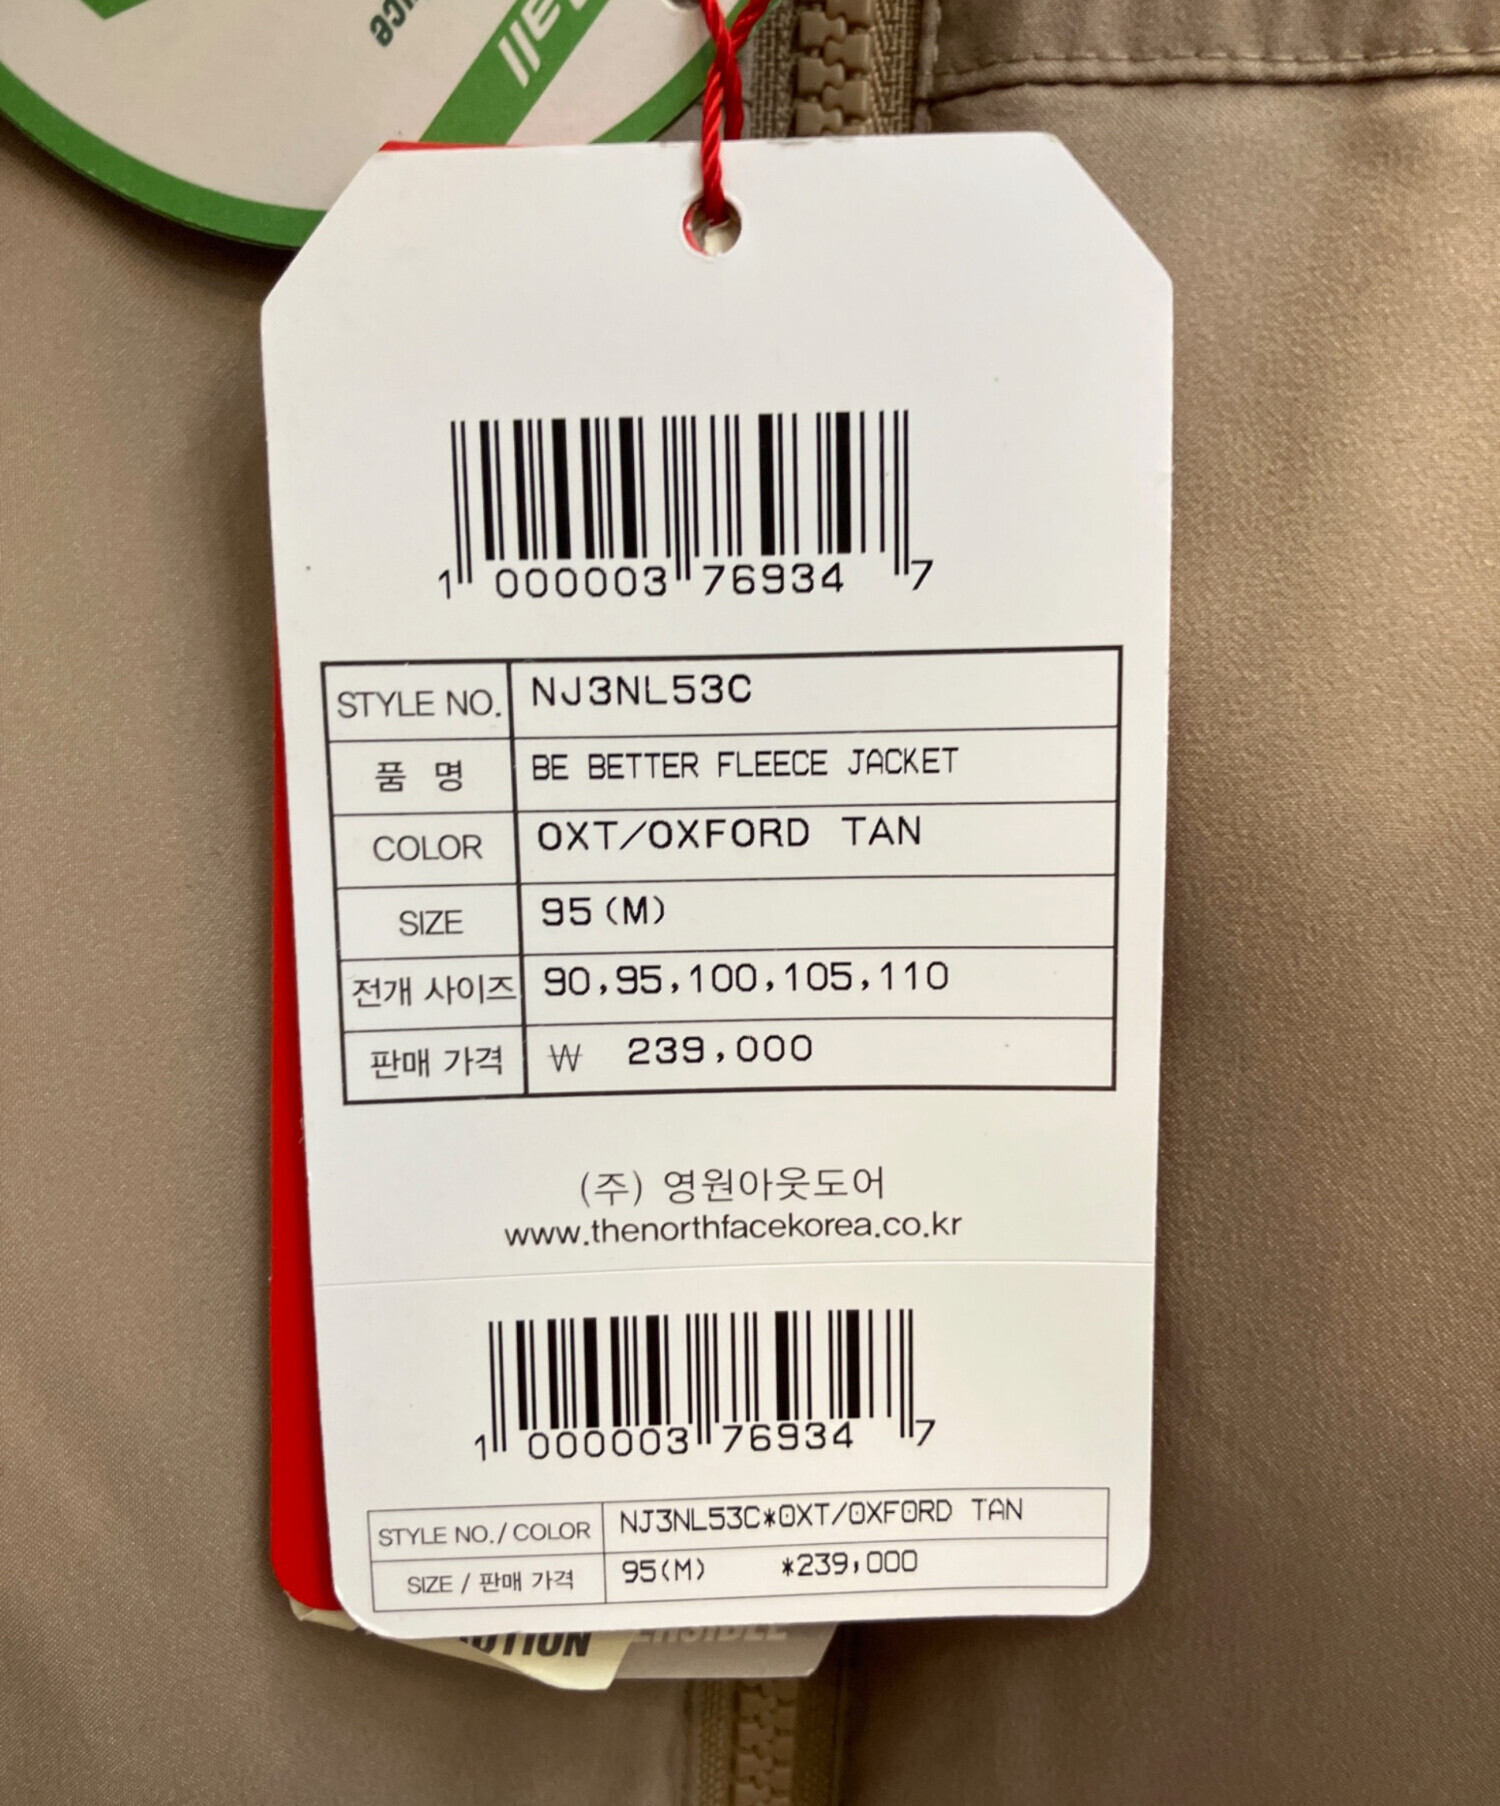 1 000003 76934 7
STYLE NO. NJ3NL53C
품 명 BE BETTER FLEECE JACKET
COLOR OXT/OXFORD TAN
SIZE 95(M)
전개 사이즈 90,95,100,105,110
판매 가격 ₩ 239,000
(주) 영원아웃도어
www.thenorthfacekorea.co.kr
1 000003 76934 7
STYLE NO./COLOR NJ3NL53C*OXT/OXFORD TAN
SIZE / 판매 가격 95(M) *239,000